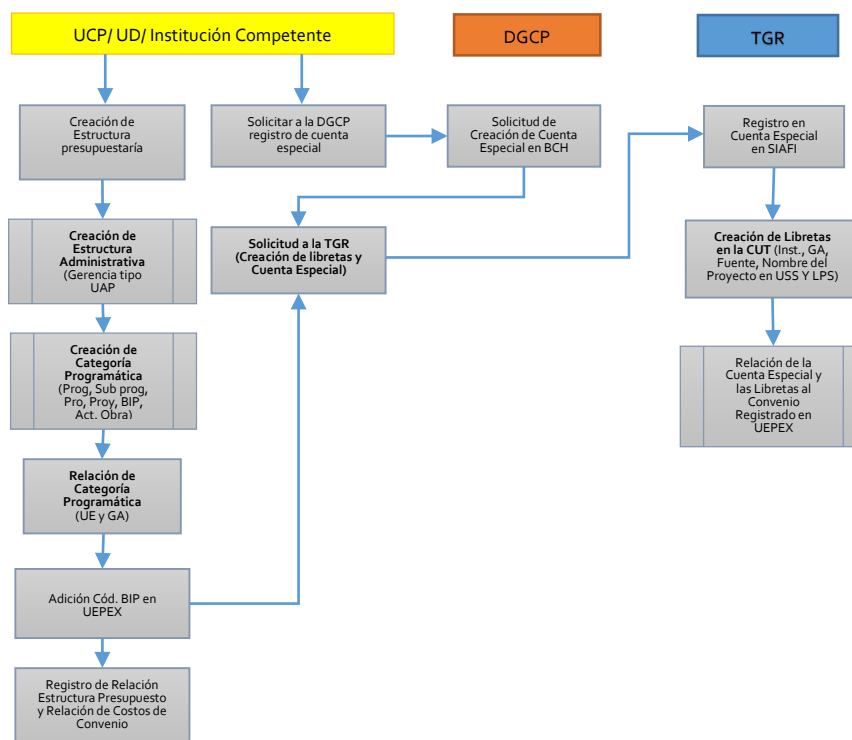 UCP/ UD/ Institución Competente
DGCP
TGR
Creación de
Estructura
presupuestaría
Solicitar a la DGCP
registro de cuenta
especial
Solicitud de
Creación de Cuenta
Especial en BCH
Registro en
Cuenta Especial
en SIAFI
Creación de
Estructura
Administrativa
(Gerencia tipo
UAP
Solicitud a la TGR
(Creación de libretas y
Cuenta Especial)
Creación de Libretas
en la CUT (Inst., GA,
Fuente, Nombre del
Proyecto en USS Y LPS)
Creación de
Categoría
Programática
(Prog, Sub prog,
Pro, Proy, BIP,
Act. Obra)
Relación de la
Cuenta Especial y
las Libretas al
Convenio
Registrado en
UEPEX
Relación de
Categoría
Programática
(UE y GA)
Adición Cód. BIP en
UEPEX
Registro de Relación
Estructura Presupuesto
y Relación de Costos de
Convenio